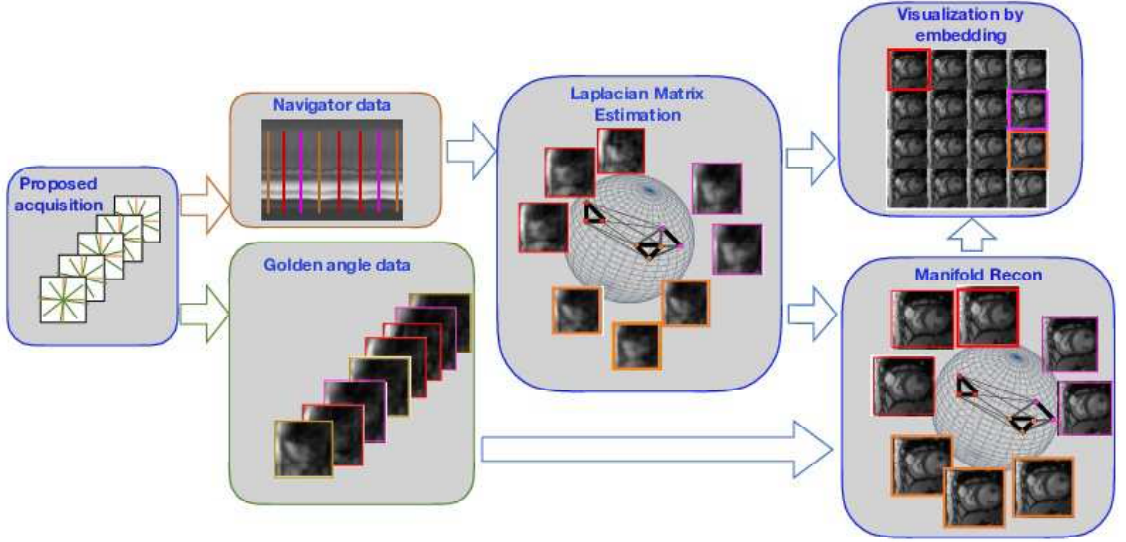 Proposed
acquisition
Navigator data
Golden angle data
Laplacian Matrix
Estimation
Visualization by
embedding
Manifold Recon